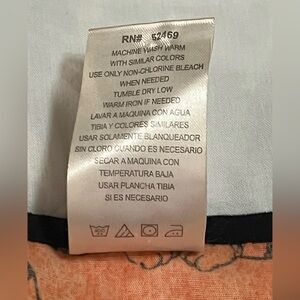 RN# 62469
MACHINE WASH WARM
WITH SIMILAR COLORS
USE ONLY NON-CHLORINE BLEACH
WHEN NEEDED
TUMBLE DRY LOW
WARM IRON IF NEEDED
LAVAR A MAQUINA CON AGUA
TIBIA Y COLORES SIMILARES
USAR SOLAMENTE BLANQUEADOR
SIN CLORO CUANDO ES NECESARIO
SECAR A MAQUINA CON
TEMPERATURA BAJA
USAR PLANCHA TIBIA
SI ES NECESARIO